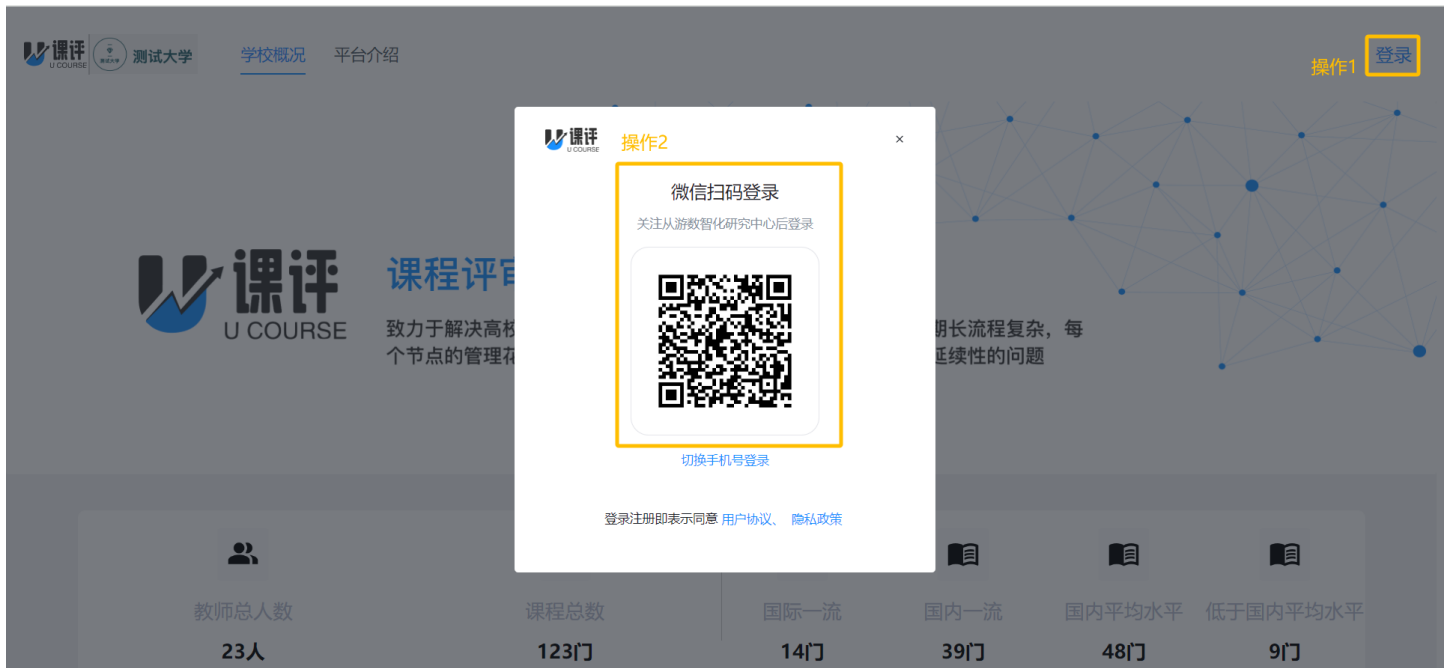 课评
U COURSE
测试大学
学校概况
平台介绍
操作1
登录
课评
U COURSE
操作2
×
微信扫码登录
关注从游数智化研究中心后登录
切换手机号登录
登录注册即表示同意 用户协议、 隐私政策
课评
U COURSE
课程评
致力于解决高校
期长流程复杂，每
个节点的管理花
延续性的问题
教师总人数
课程总数
国际一流
国内一流
国内平均水平
低于国内平均水平
23人
123门
14门
39门
48门
9门